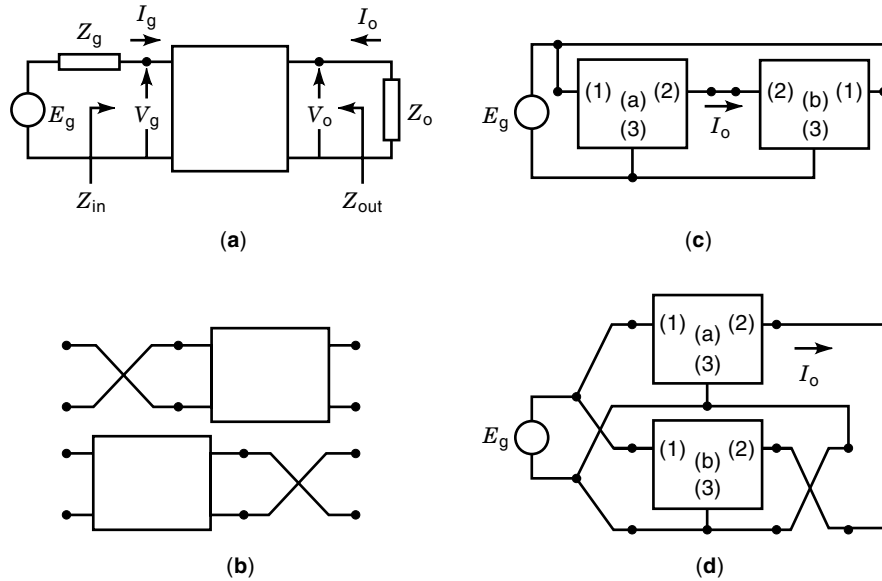 Z_g I_g I_o
E_g V_g V_o Z_o
Z_in Z_out
(a)
E_g (1) (a) (2) (2) (b) (1)
(3) I_o (3)
(c)
(b)
(1) (a) (2)
(3) I_o
E_g (1) (b) (2)
(3)
(d)